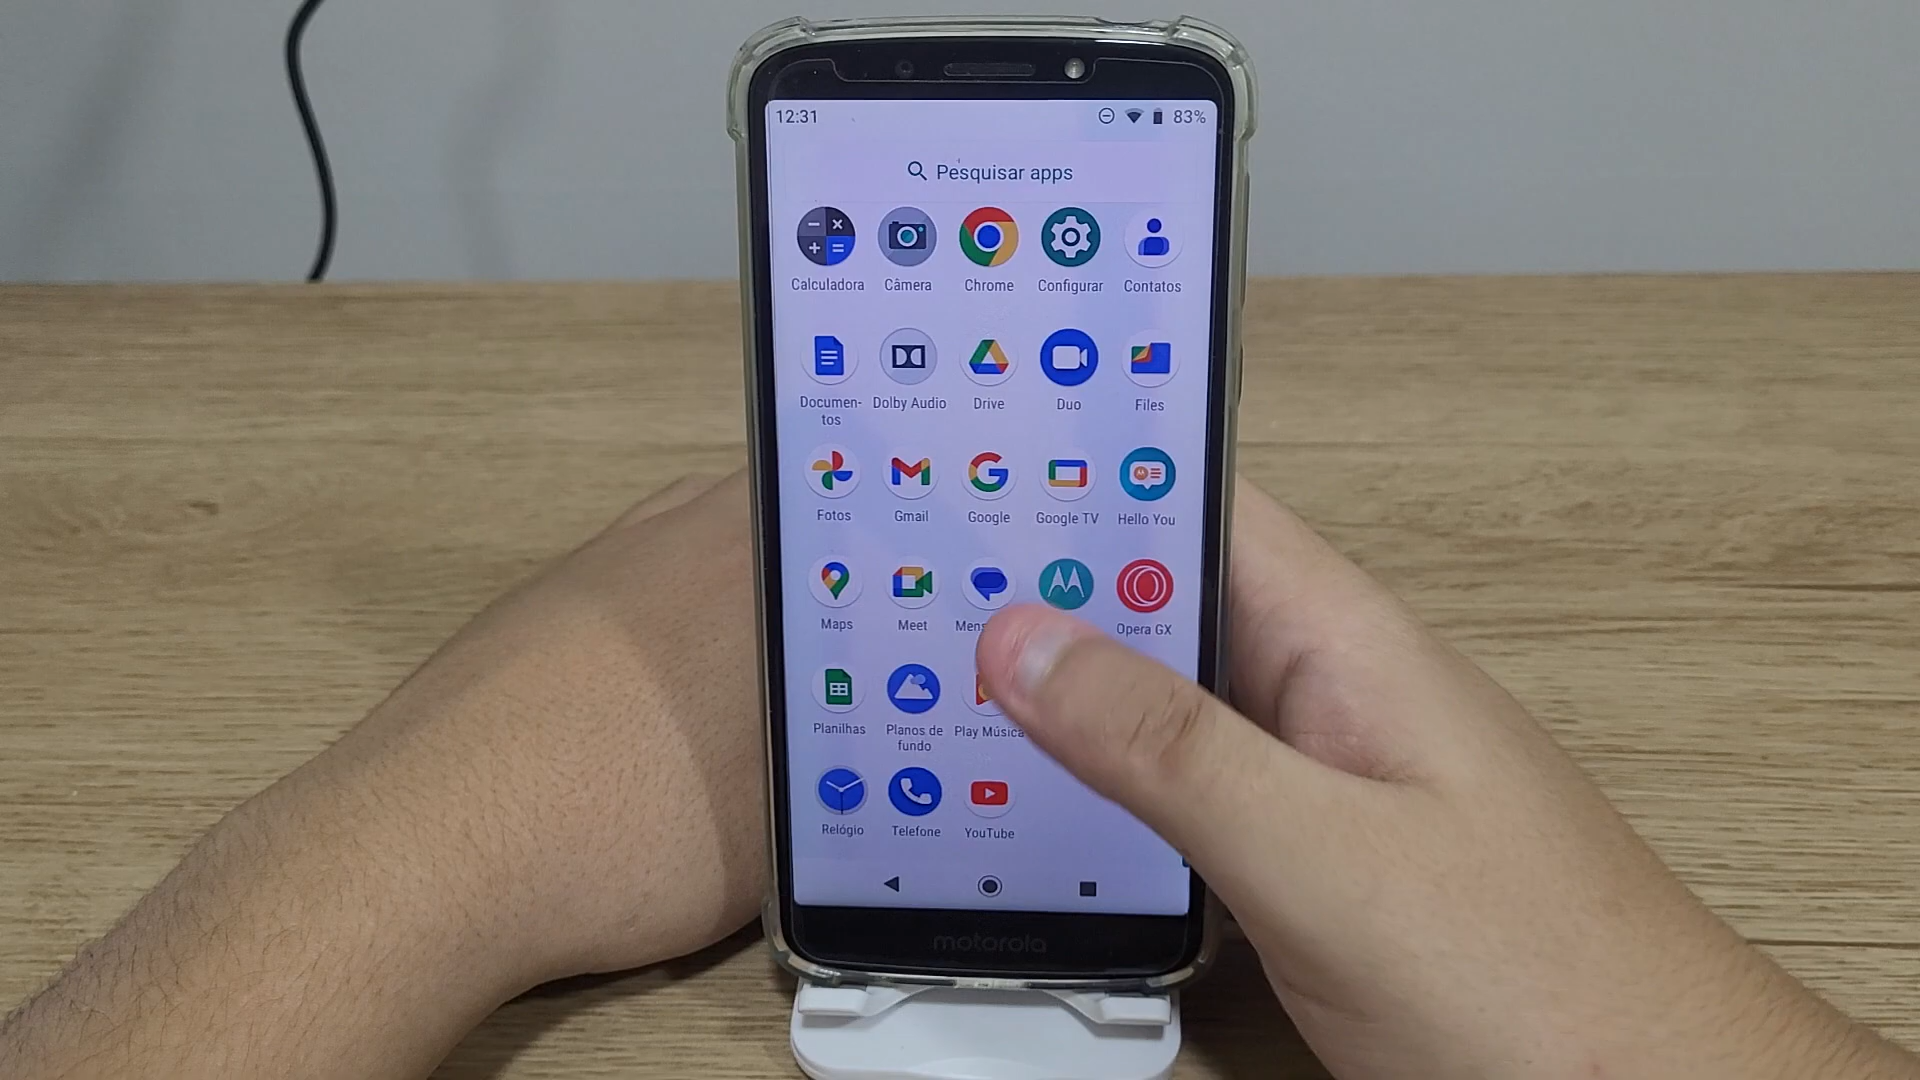 12:31
83%
Pesquisar apps
Calculadora
Câmera
Chrome
Configurar
Contatos
Documen-
tos
Dolby Audio
Drive
Duo
Files
Fotos
Gmail
Google
Google TV
Hello You
Maps
Meet
Opera GX
Planilhas
Planos de
fundo
Play Música
Relógio
Telefone
YouTube
motorola